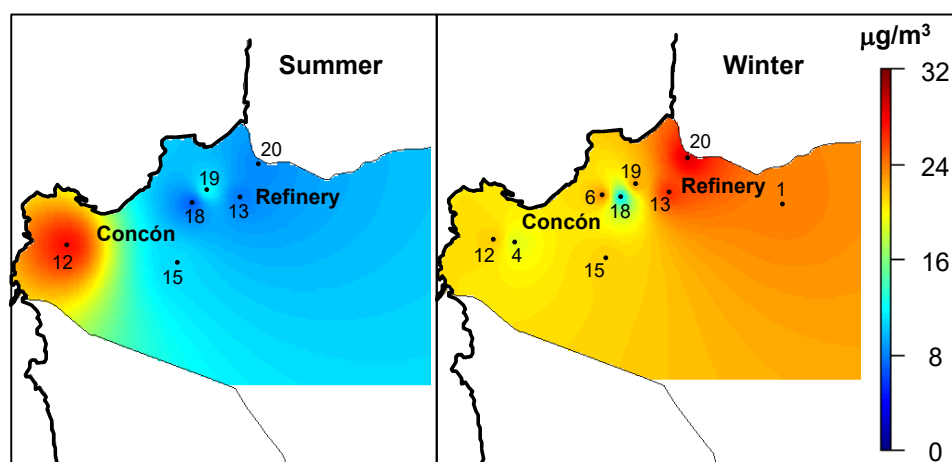 Summer
20
19
Refinery
18
13
Concón
12
15
Winter
20
19
1
6
Refinery
18
13
Concón
12
4
15
μg/m³
32
24
16
8
0